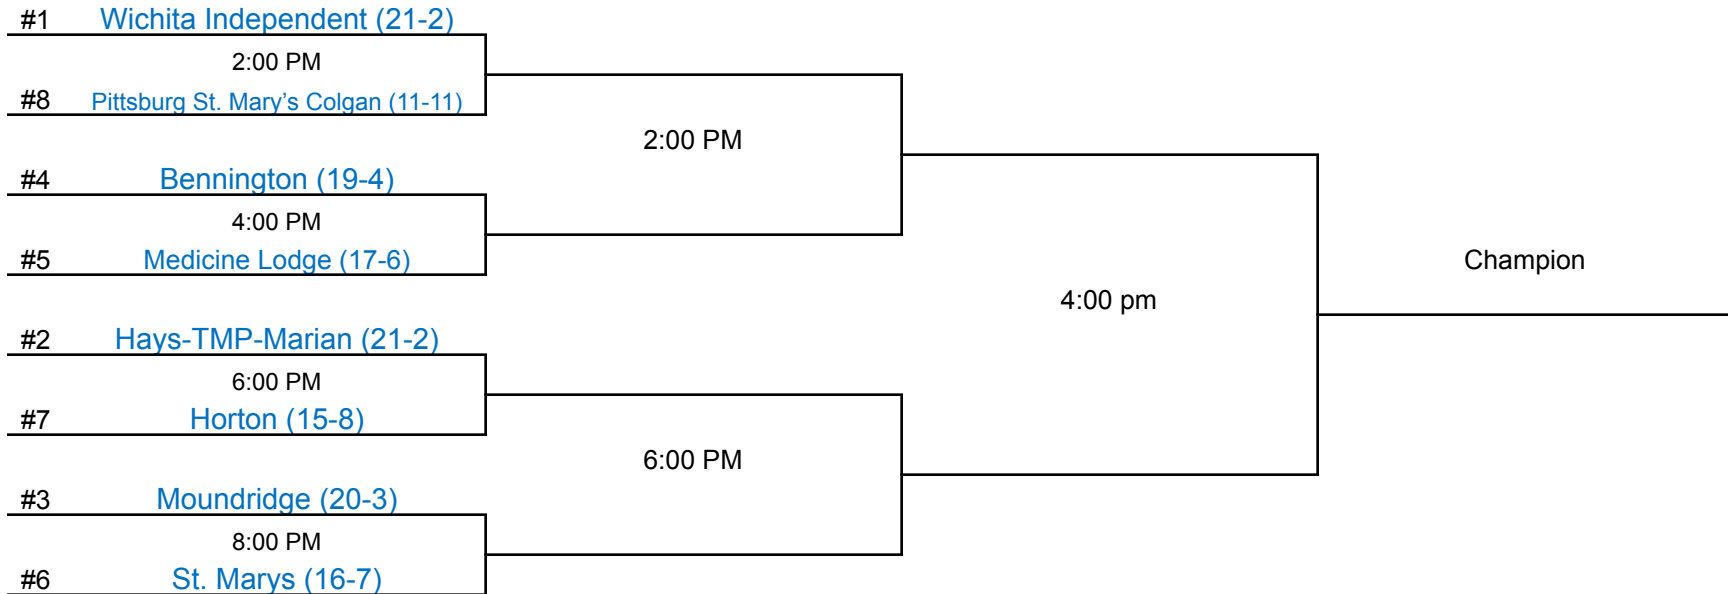 #1 Wichita Independent (21-2)
2:00 PM
#8 Pittsburg St. Mary’s Colgan (11-11)
2:00 PM
#4 Bennington (19-4)
4:00 PM
#5 Medicine Lodge (17-6)
Champion
4:00 pm
#2 Hays-TMP-Marian (21-2)
6:00 PM
#7 Horton (15-8)
6:00 PM
#3 Moundridge (20-3)
8:00 PM
#6 St. Marys (16-7)